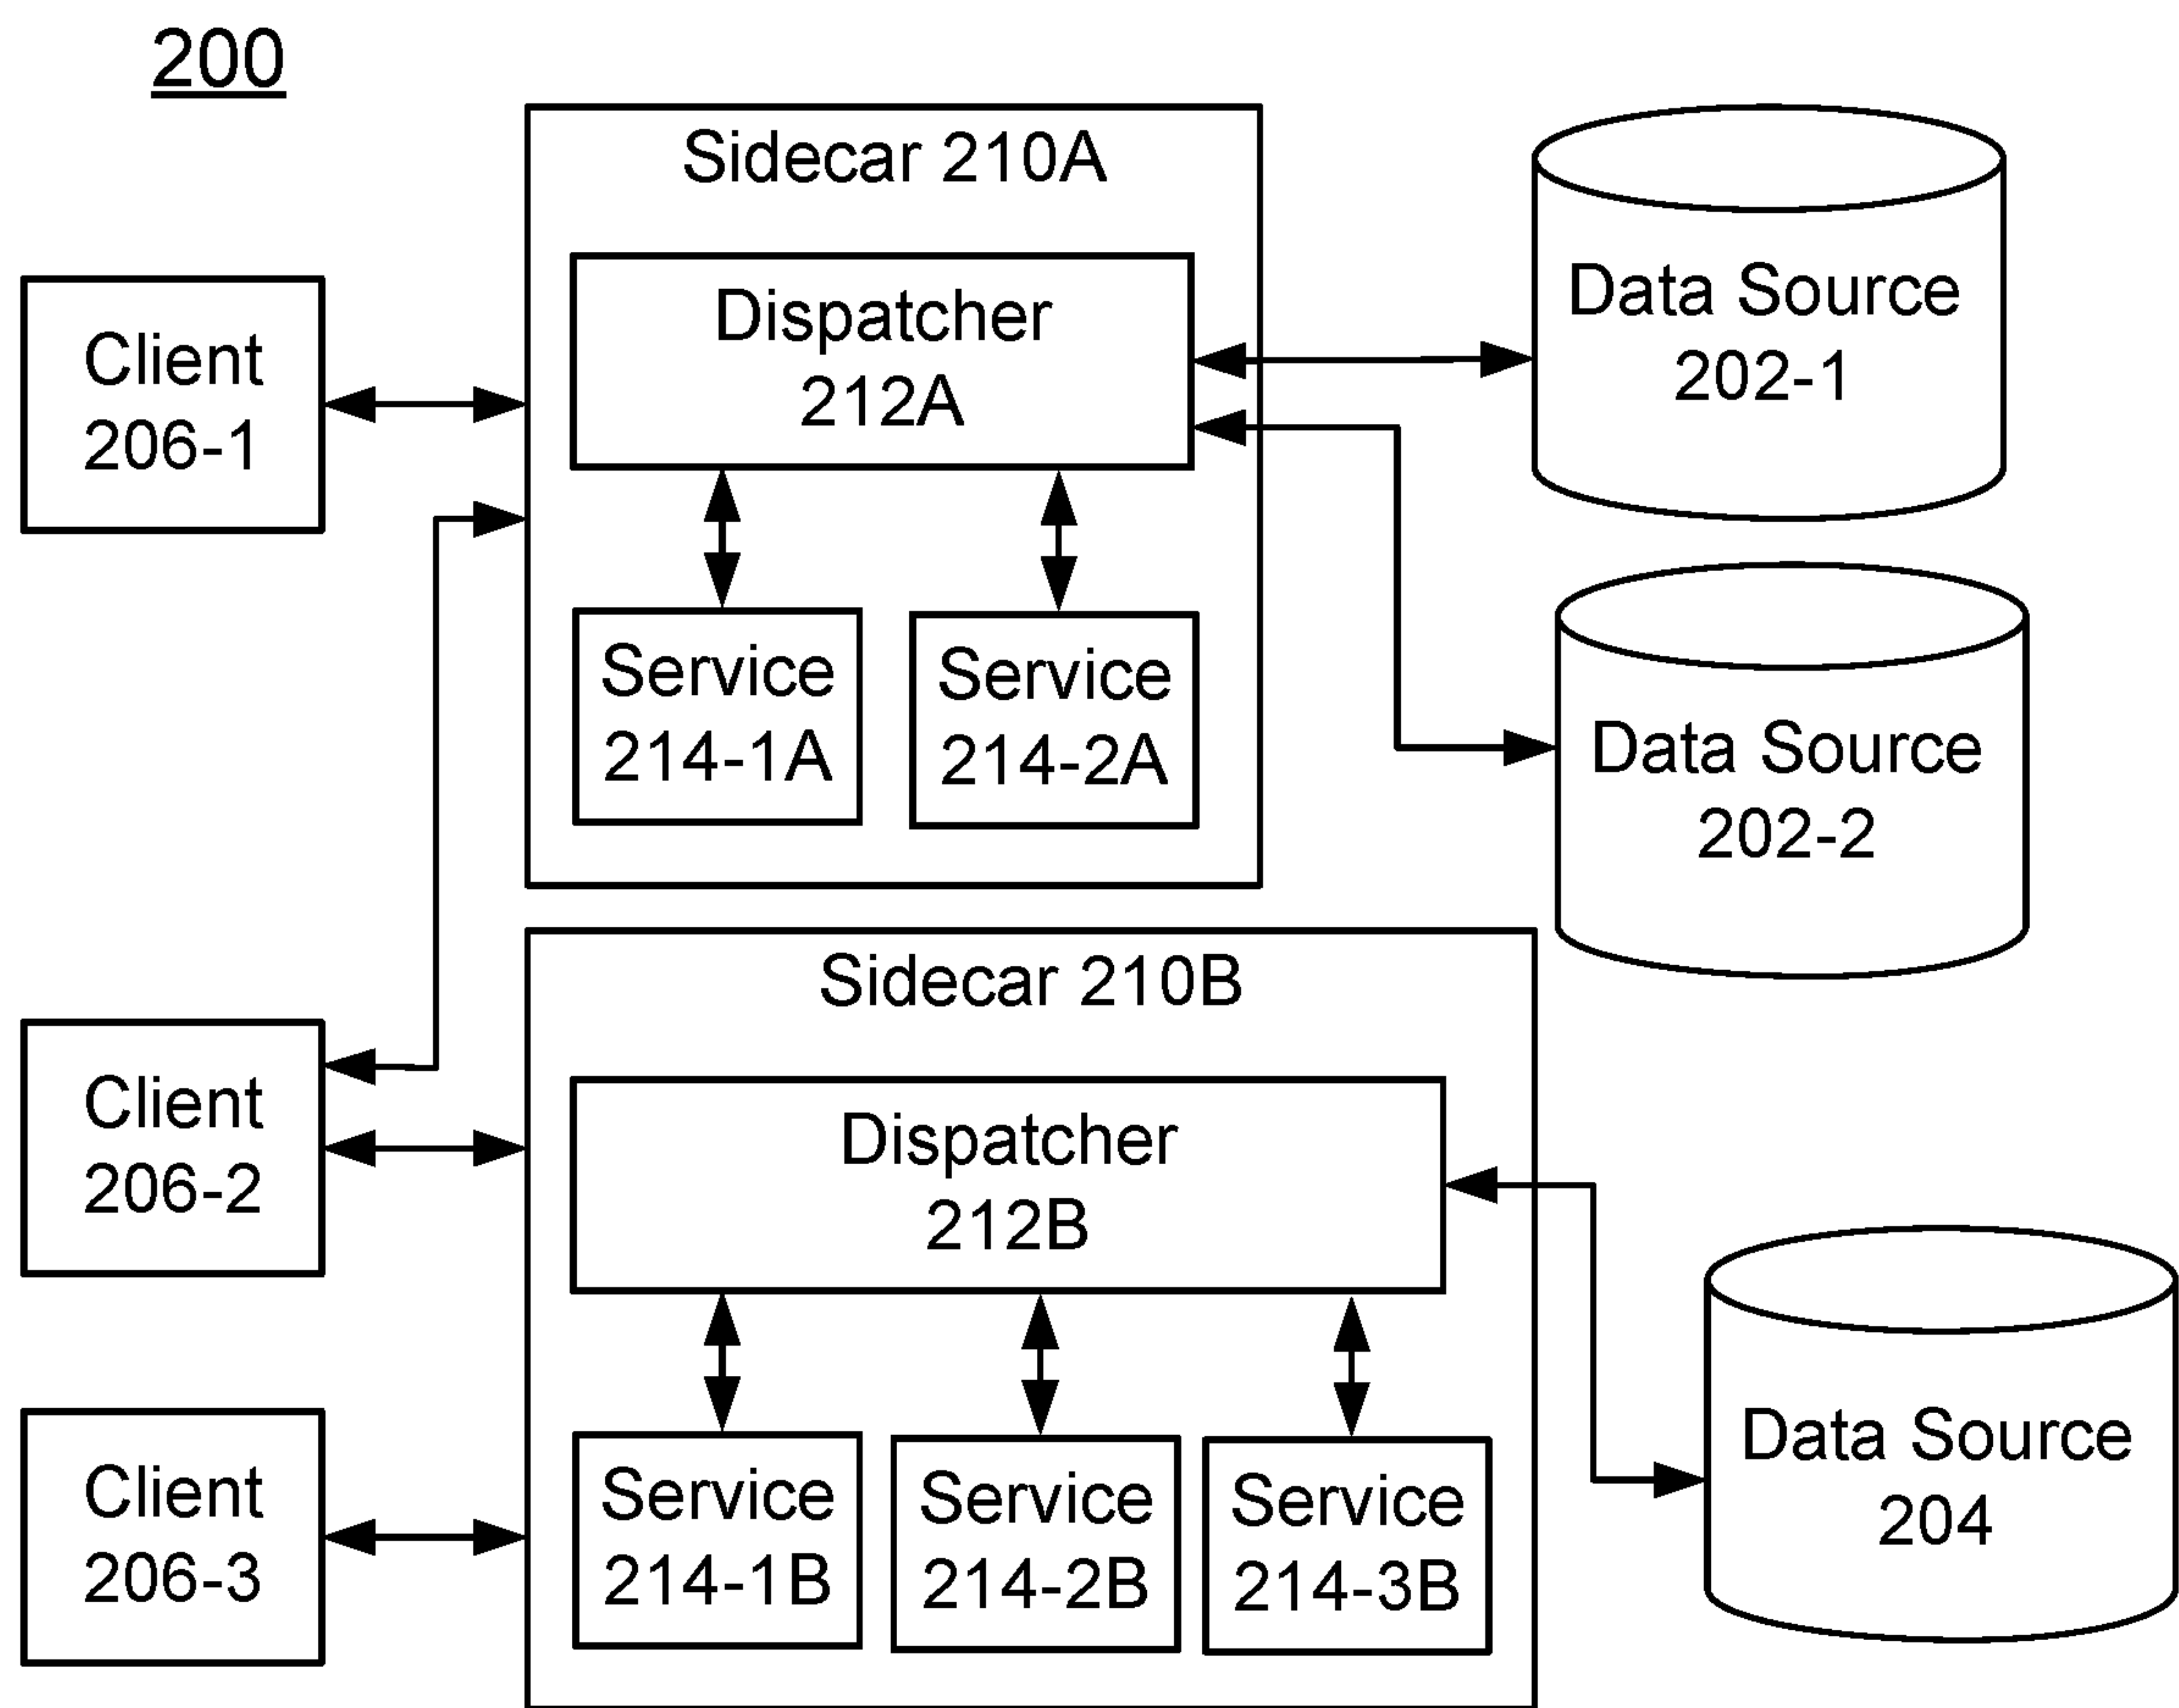 200
Sidecar 210A
Dispatcher
212A
Service
214-1A
Service
214-2A
Client
206-1
Data Source
202-1
Data Source
202-2
Sidecar 210B
Dispatcher
212B
Service
214-1B
Service
214-2B
Service
214-3B
Client
206-2
Client
206-3
Data Source
204